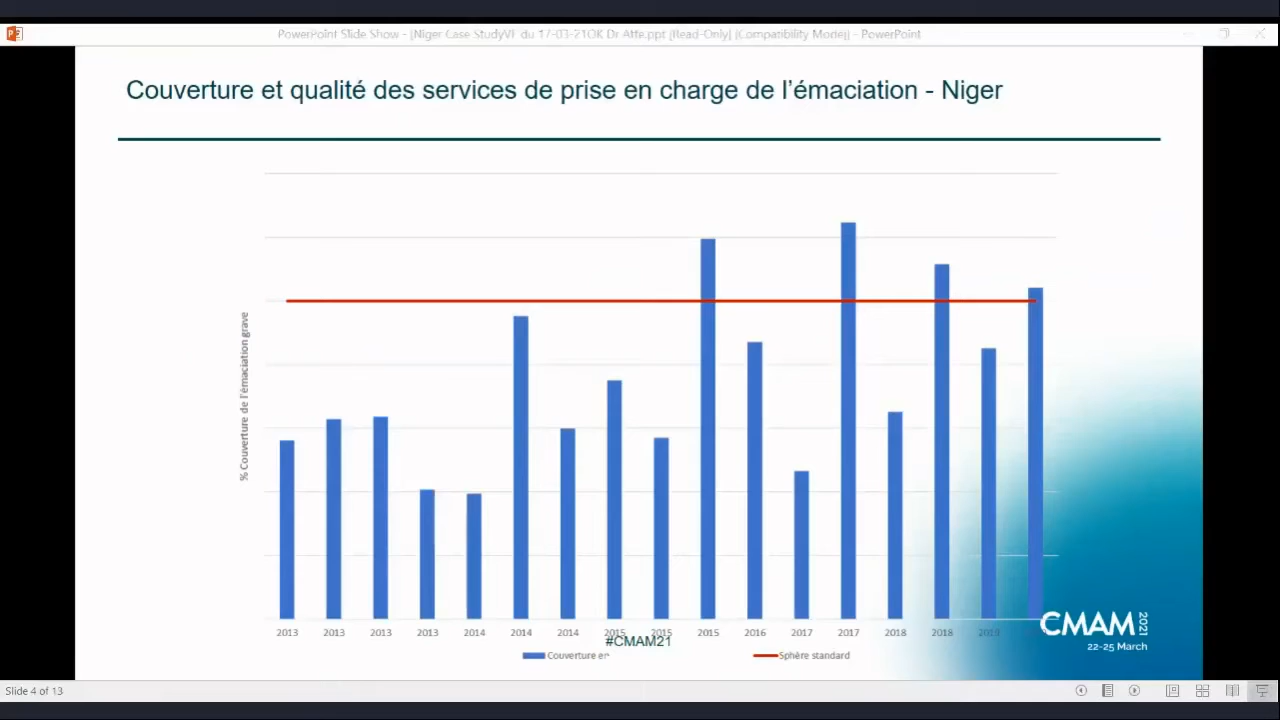 PowerPoint Slide Show - [Niger Case StudyVF du 17-03-21OK Dr Atte.ppt [Read-Only] [Compatibility Mode]] - PowerPoint
Couverture et qualité des services de prise en charge de l'émaciation - Niger
% Couverture de l'émaciation grave
2013 2013 2013 2013 2014 2014 2014 2015 2015 2015 2016 2017 2017 2018 2018 2019
#CMAM21
Couverture en Sphère standard
CMAM 2021
22-25 March
Slide 4 of 13